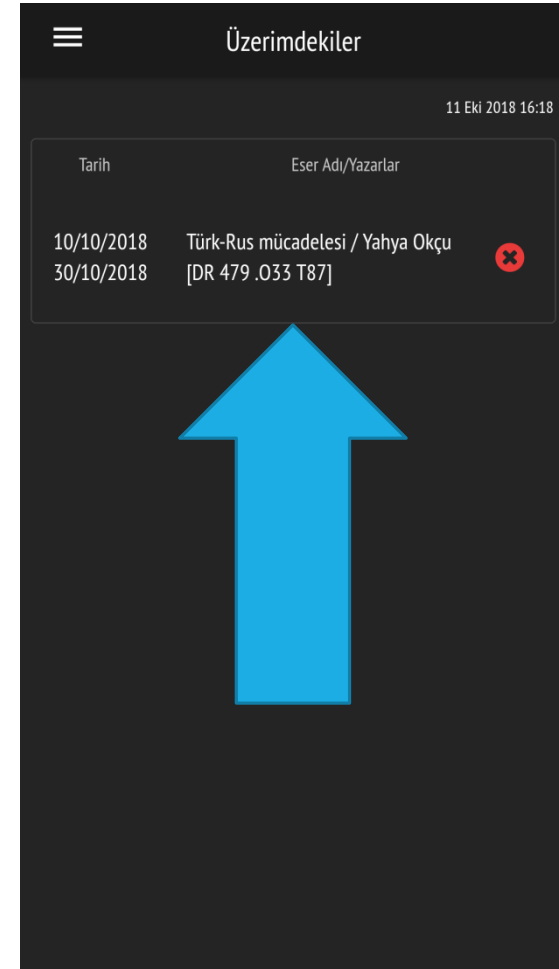 Üzerimdekiler
11 Eki 2018 16:18
Tarih Eser Adı/Yazarlar
10/10/2018 Türk-Rus mücadelesi / Yahya Okçu
30/10/2018 [DR 479 .O33 T87]